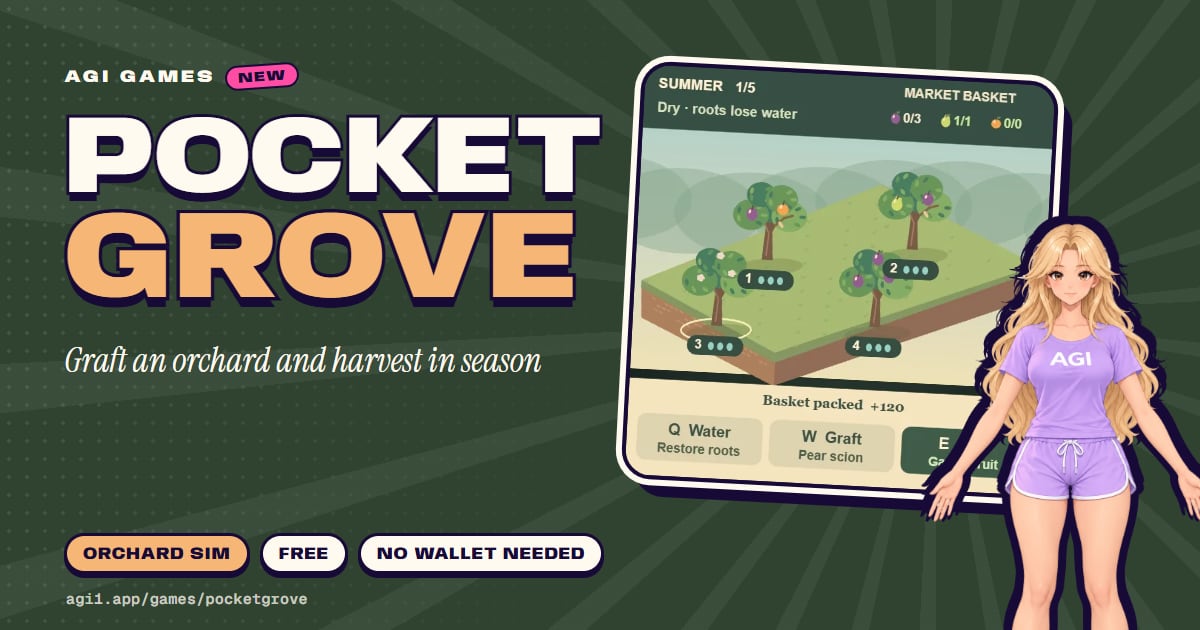 AGI GAMES NEW
POCKET
GROVE
Graft an orchard and harvest in season
ORCHARD SIM FREE NO WALLET NEEDED
agi1.app/games/pocketgrove
SUMMER 1/5
Dry · roots lose water
MARKET BASKET
0/3 1/1 0/0
1
2
3
4
Basket packed +120
Q Water
Restore roots
W Graft
Pear scion
E
AGI